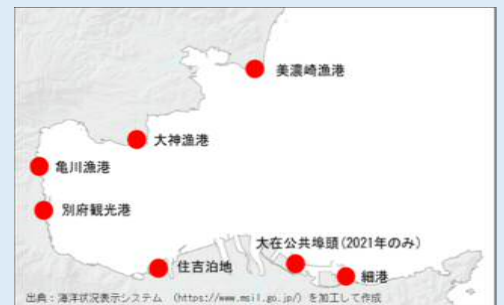 美濃崎漁港
大神漁港
亀川漁港
別府観光港
大在公共埠頭(2021年のみ)
住吉泊地
細港
出典：海洋状況表示システム （https://www.msil.go.jp/）を加工して作成